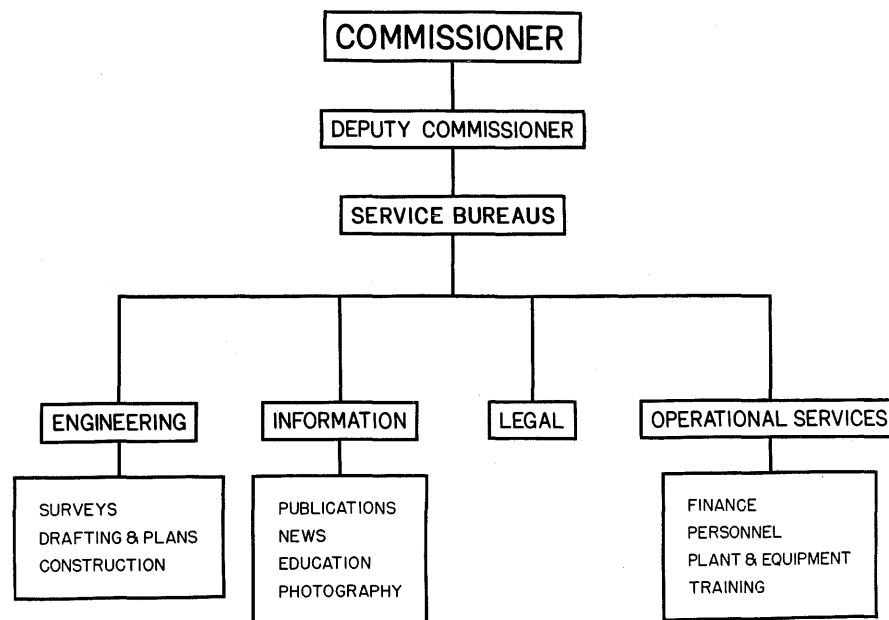 COMMISSIONER
DEPUTY COMMISSIONER
SERVICE BUREAUS
ENGINEERING
INFORMATION
LEGAL
OPERATIONAL SERVICES
SURVEYS
DRAFTING & PLANS
CONSTRUCTION
PUBLICATIONS
NEWS
EDUCATION
PHOTOGRAPHY
FINANCE
PERSONNEL
PLANT & EQUIPMENT
TRAINING